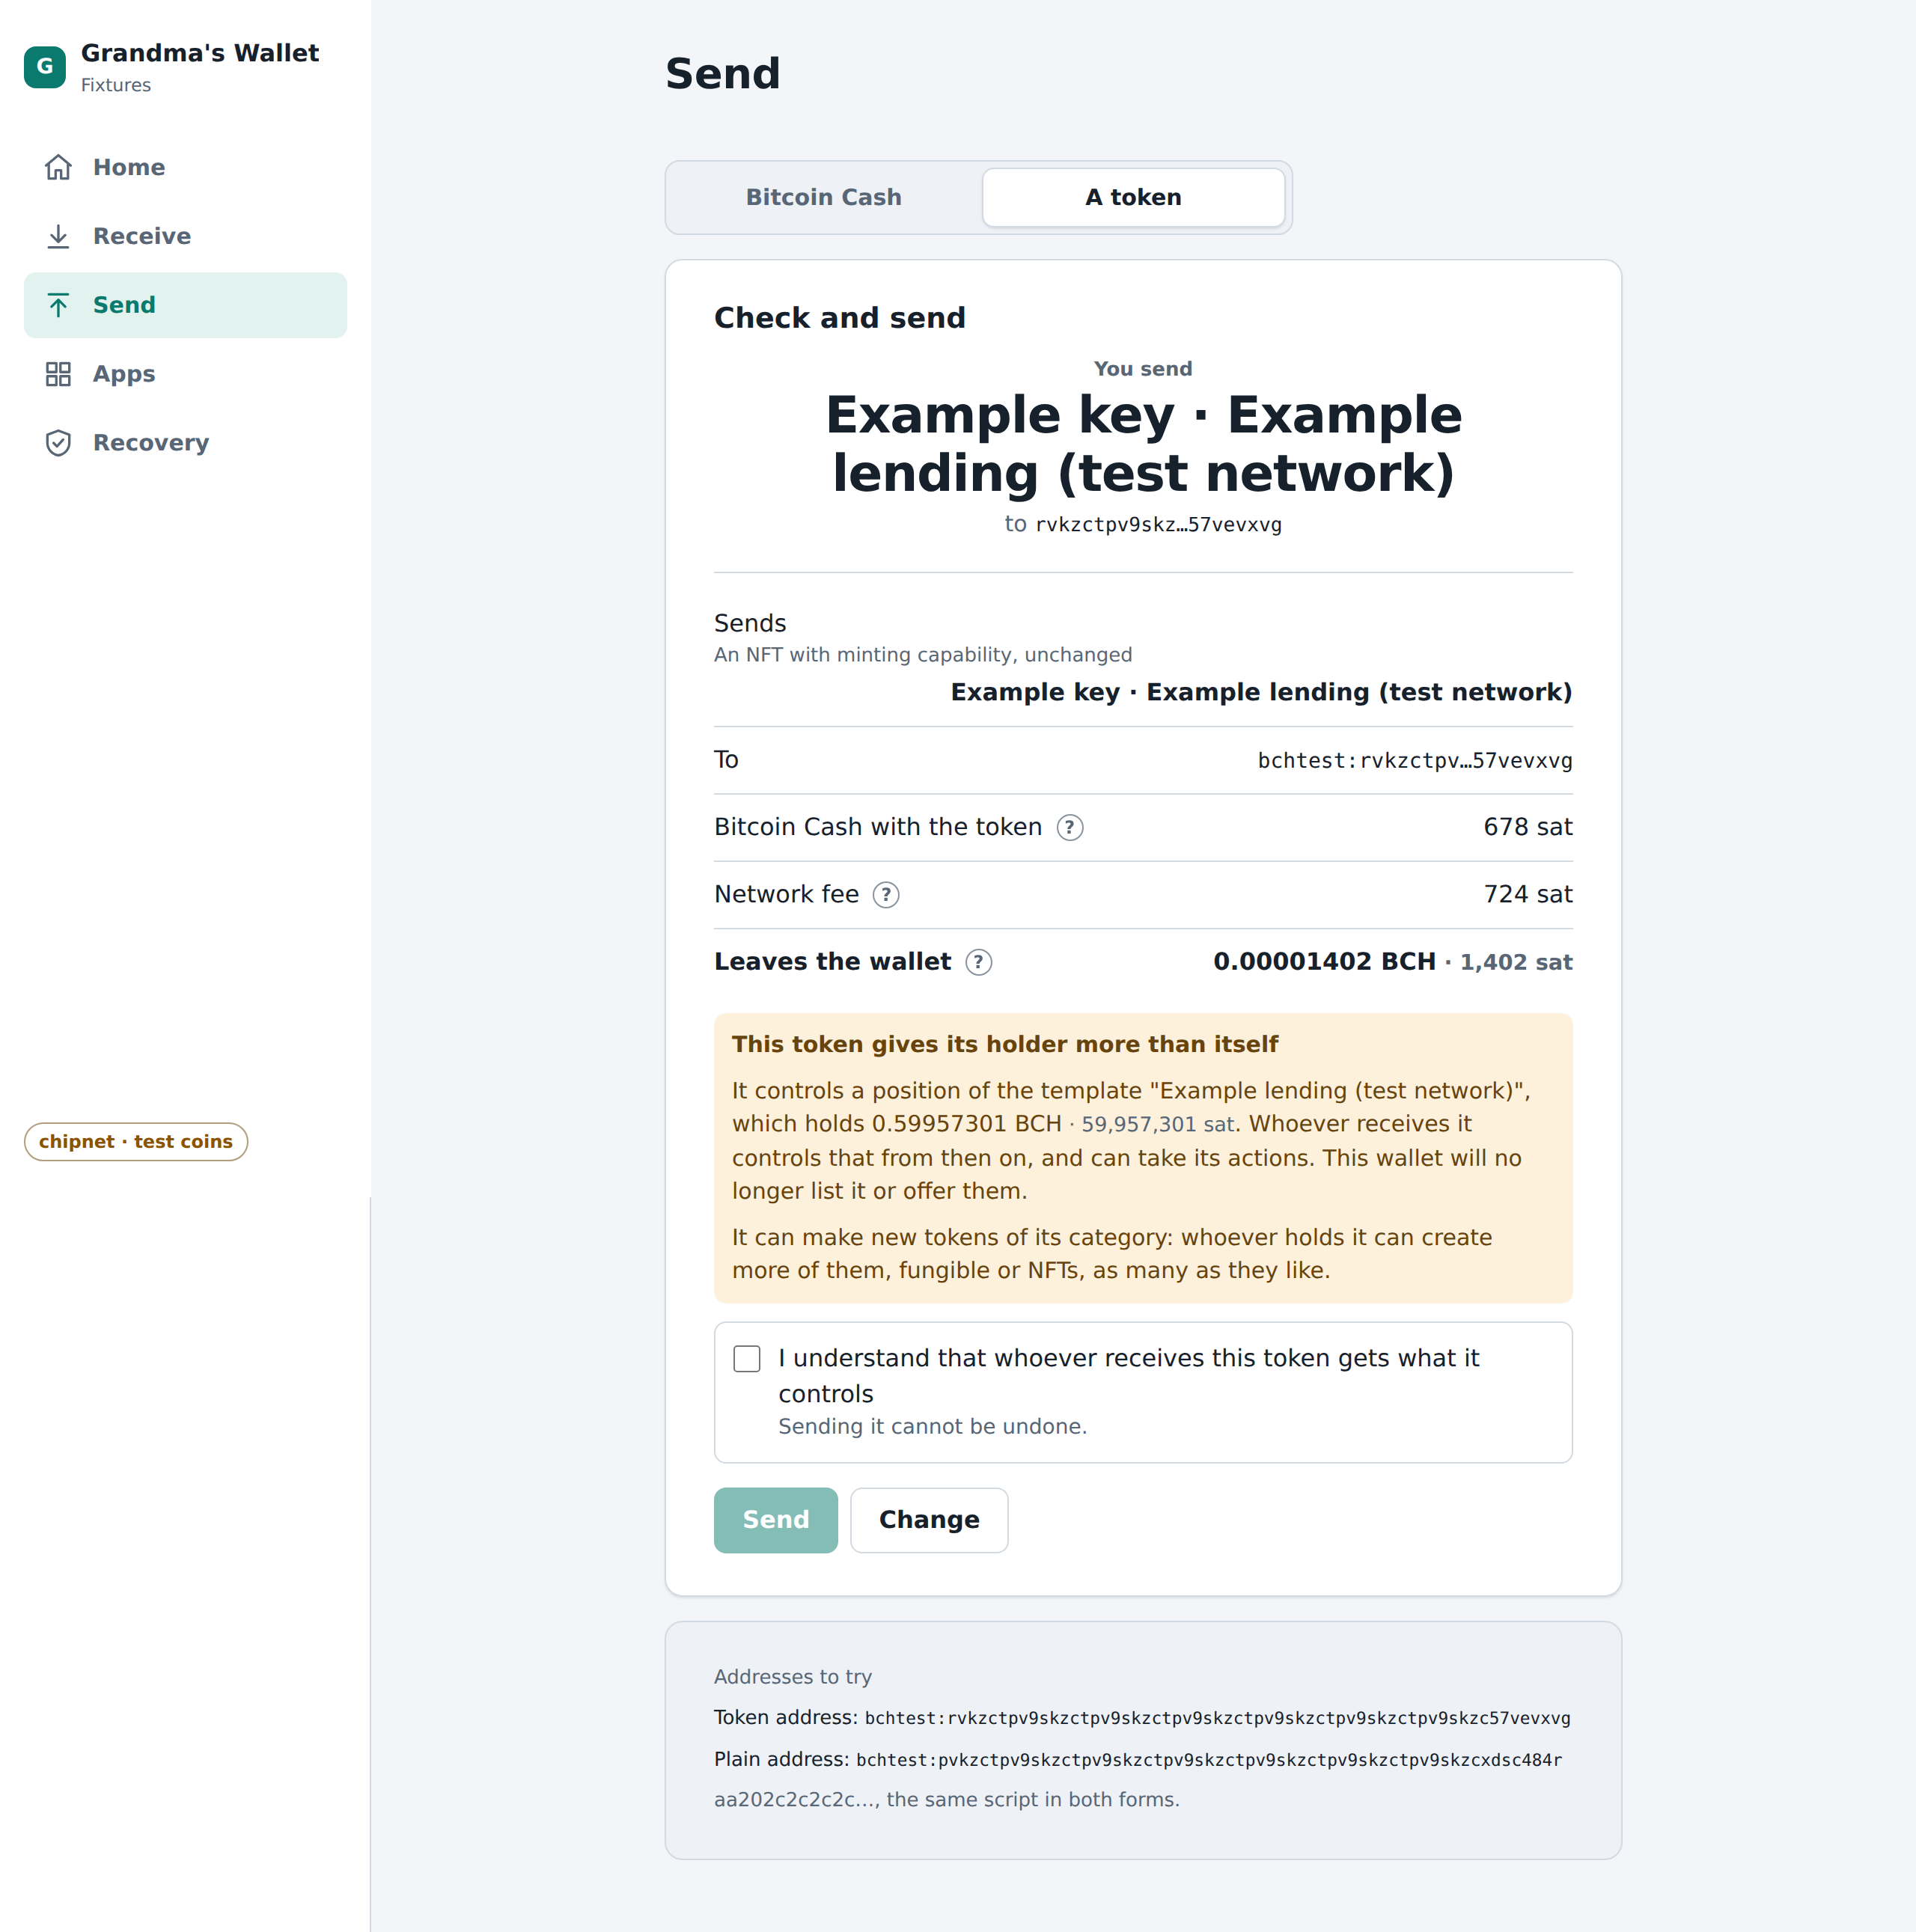 G
Grandma's Wallet
Fixtures
Home
Receive
Send
Apps
Recovery
chipnet · test coins
Send
Bitcoin Cash
A token
Check and send
You send
Example key · Example
lending (test network)
to rvkzctpv9skz…57vevxvg
Sends
An NFT with minting capability, unchanged
Example key · Example lending (test network)
To
bchtest:rvkzctpv…57vevxvg
Bitcoin Cash with the token ?
678 sat
Network fee ?
724 sat
Leaves the wallet ?
0.00001402 BCH · 1,402 sat
This token gives its holder more than itself
It controls a position of the template "Example lending (test network)",
which holds 0.59957301 BCH · 59,957,301 sat. Whoever receives it
controls that from then on, and can take its actions. This wallet will no
longer list it or offer them.
It can make new tokens of its category: whoever holds it can create
more of them, fungible or NFTs, as many as they like.
I understand that whoever receives this token gets what it
controls
Sending it cannot be undone.
Send
Change
Addresses to try
Token address: bchtest:rvkzctpv9skzctpv9skzctpv9skzctpv9skzctpv9skzctpv9skzc57vevxvg
Plain address: bchtest:pvkzctpv9skzctpv9skzctpv9skzctpv9skzctpv9skzctpv9skzcxdsc484r
aa202c2c2c2c…, the same script in both forms.